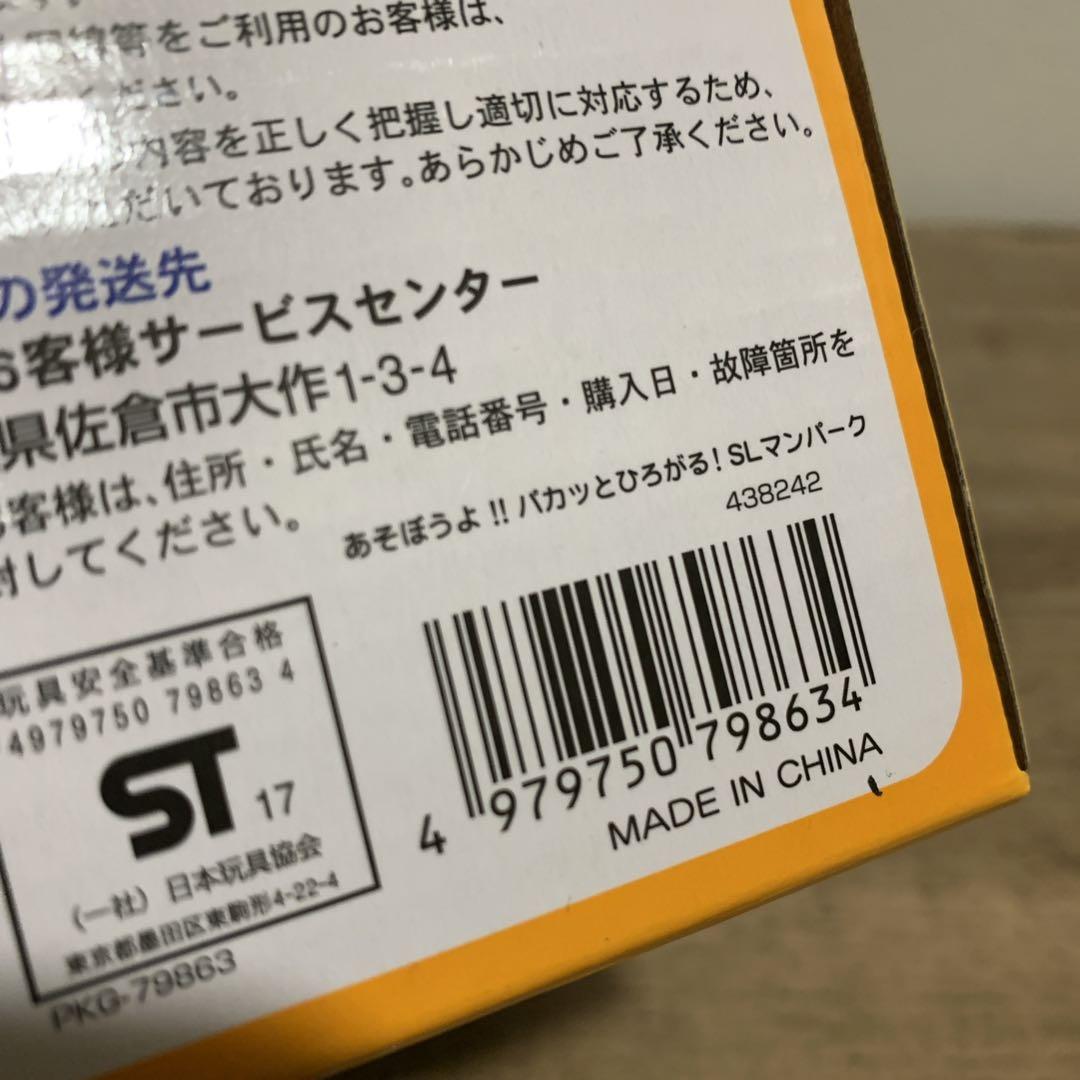 をご利用のお客様は、
ください。
内容を正しく把握し適切に対応するため、
ただいております。あらかじめご了承ください。
の発送先
お客様サービスセンター
県佐倉市大作1-3-4
お客様は、住所・氏名・電話番号・購入日・故障箇所を
してください。
あそぼうよ!! パカッとひろがる! SLマンパーク
438242
玩具安全基準合格
4979750 79863 4
ST 17
(一社) 日本玩具協会
東京都墨田区東駒形4-22-4
PKG-79863
4 979750 798634
MADE IN CHINA